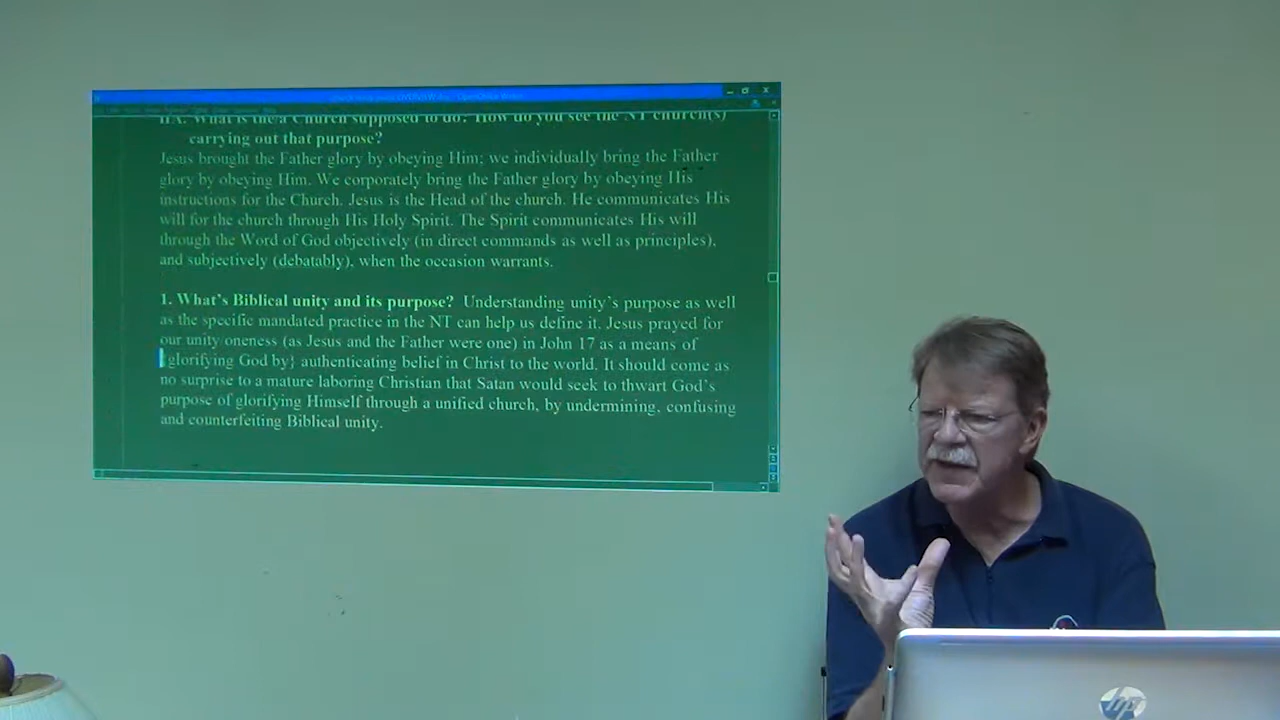 IIA. What is the/a Church supposed to do? How do you see the NT church(s)
carrying out that purpose?
Jesus brought the Father glory by obeying Him; we individually bring the Father
glory by obeying Him. We corporately bring the Father glory by obeying His
instructions for the Church. Jesus is the Head of the church. He communicates His
will for the church through His Holy Spirit. The Spirit communicates His will
through the Word of God objectively (in direct commands as well as principles),
and subjectively (debatably), when the occasion warrants.
1. What's Biblical unity and its purpose? Understanding unity's purpose as well
as the specific mandated practice in the NT can help us define it. Jesus prayed for
our unity/oneness (as Jesus and the Father were one) in John 17 as a means of
{glorifying God by} authenticating belief in Christ to the world. It should come as
no surprise to a mature laboring Christian that Satan would seek to thwart God's
purpose of glorifying Himself through a unified church, by undermining, confusing
and counterfeiting Biblical unity.
hp